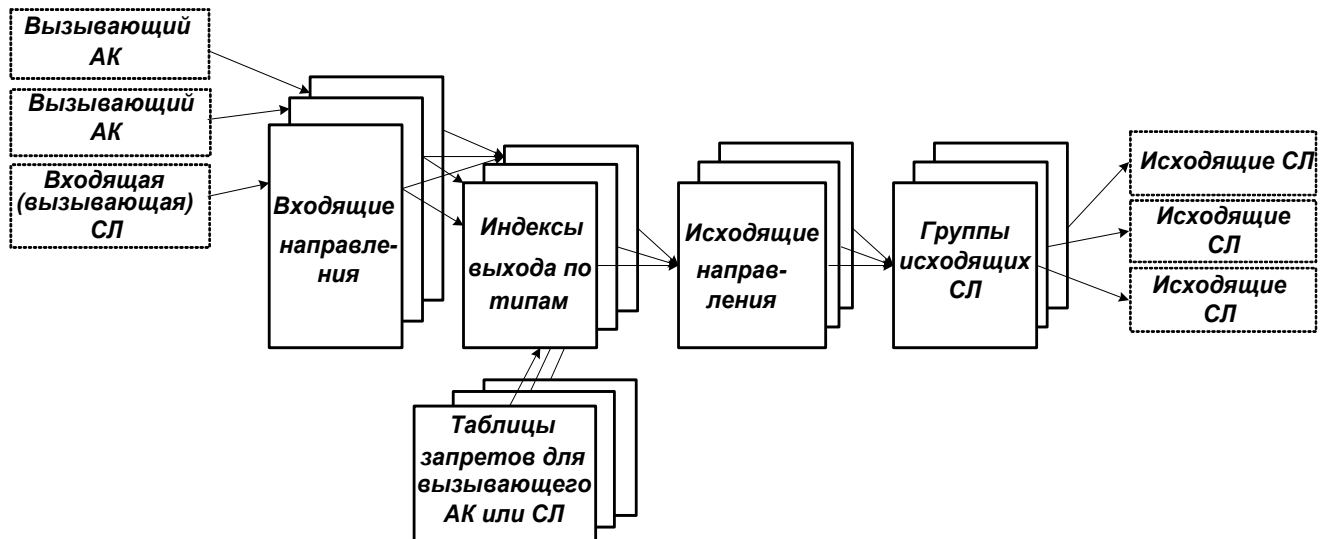 Вызывающий
АК
Вызывающий
АК
Входящая
(вызывающая)
СЛ
Входящие
направле-
ния
Индексы
выхода по
типам
Исходящие
направ-
ления
Группы
исходящих
СЛ
Исходящие СЛ
Исходящие
СЛ
Исходящие
СЛ
Таблицы
запретов для
вызывающего
АК или СЛ